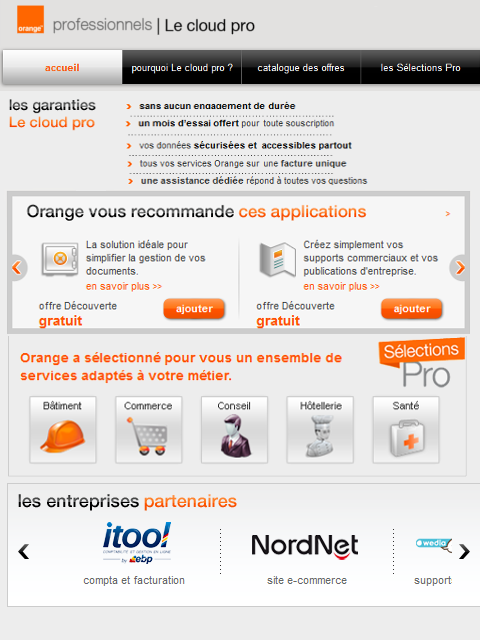 orange™
professionnels | Le cloud pro
accueil
pourquoi Le cloud pro ?
catalogue des offres
les Sélections Pro
les garanties
Le cloud pro
sans aucun engagement de durée
un mois d'essai offert pour toute souscription
vos données sécurisées et accessibles partout
tous vos services Orange sur une facture unique
une assistance dédiée répond à toutes vos questions
Orange vous recommande ces applications
La solution idéale pour
simplifier la gestion de vos
documents.
en savoir plus >>
offre Découverte
gratuit
ajouter
Créez simplement vos
supports commerciaux et vos
publications d'entreprise.
en savoir plus >>
offre Découverte
gratuit
ajouter
Orange a sélectionné pour vous un ensemble de
services adaptés à votre métier.
Sélections
Pro
Bâtiment
Commerce
Conseil
Hôtellerie
Santé
les entreprises partenaires
itool
COMPTABILITÉ ET GESTION EN LIGNE
by ebp
compta et facturation
NordNet
site e-commerce
wedia
support